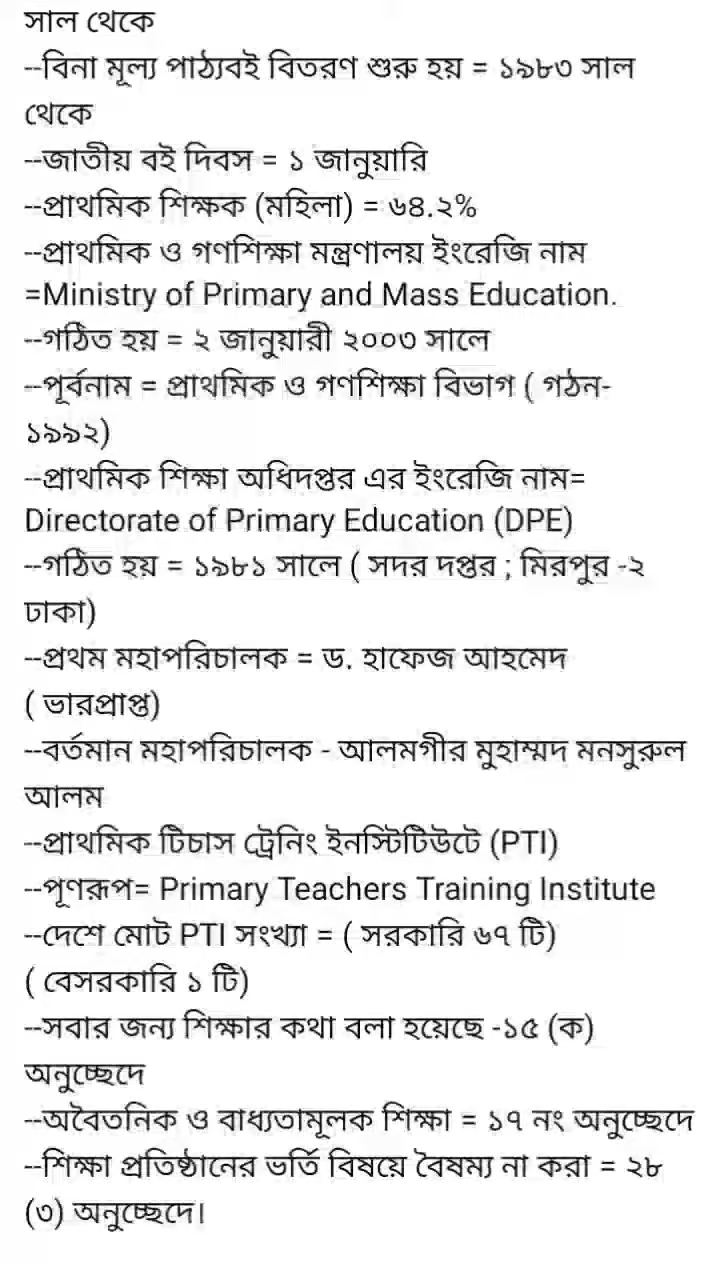 সাল থেকে
--বিনা মূল্য পাঠ্যবই বিতরণ শুরু হয় = ১৯৮৩ সাল
থেকে
--জাতীয় বই দিবস = ১ জানুয়ারি
--প্রাথমিক শিক্ষক (মহিলা) = ৬৪.২%
--প্রাথমিক ও গণশিক্ষা মন্ত্রণালয় ইংরেজি নাম
=Ministry of Primary and Mass Education.
--গঠিত হয় = ২ জানুয়ারী ২০০৩ সালে
--পূর্বনাম = প্রাথমিক ও গণশিক্ষা বিভাগ ( গঠন-
১৯৯২)
--প্রাথমিক শিক্ষা অধিদপ্তর এর ইংরেজি নাম=
Directorate of Primary Education (DPE)
--গঠিত হয় = ১৯৮১ সালে ( সদর দপ্তর ; মিরপুর -২
ঢাকা)
--প্রথম মহাপরিচালক = ড. হাফেজ আহমেদ
( ভারপ্রাপ্ত)
--বর্তমান মহাপরিচালক - আলমগীর মুহাম্মদ মনসুরুল
আলম
--প্রাথমিক টিচাস ট্রেনিং ইনস্টিটিউটে (PTI)
--পূণরূপ= Primary Teachers Training Institute
--দেশে মোট PTI সংখ্যা = ( সরকারি ৬৭ টি)
( বেসরকারি ১ টি)
--সবার জন্য শিক্ষার কথা বলা হয়েছে -১৫ (ক)
অনুচ্ছেদে
--অবৈতনিক ও বাধ্যতামূলক শিক্ষা = ১৭ নং অনুচ্ছেদে
--শিক্ষা প্রতিষ্ঠানের ভর্তি বিষয়ে বৈষম্য না করা = ২৮
(৩) অনুচ্ছেদে।